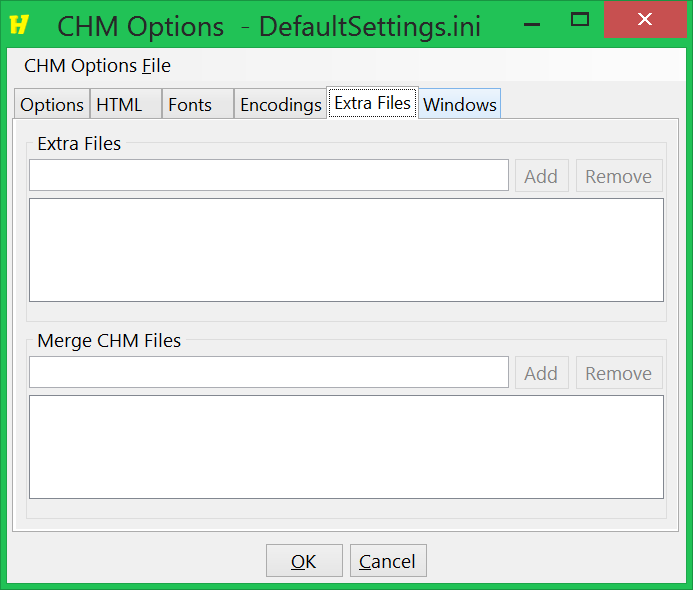 CHM Options - DefaultSettings.ini
CHM Options File
Options HTML Fonts Encodings Extra Files Windows
Extra Files
Add Remove
Merge CHM Files
Add Remove
OK Cancel